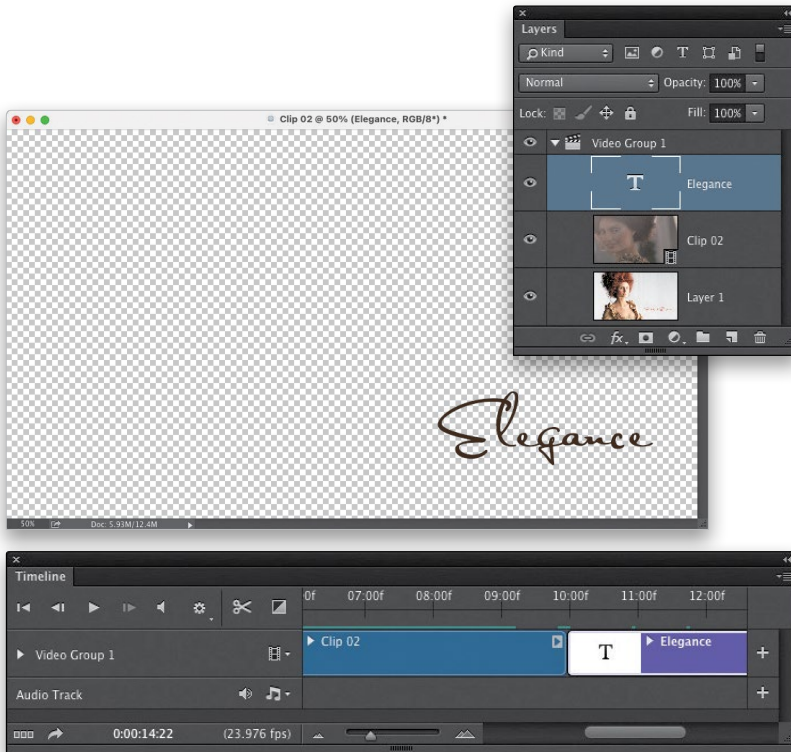 Layers
Kind
Normal
Opacity: 100%
Lock:
Fill: 100%
Video Group 1
T
Elegance
Clip 02
Layer 1
fx
Clip 02 @ 50% (Elegance, RGB/8*) *
Elegance
50%
Doc: 5.93M/12.4M
Timeline
0f 07:00f 08:00f 09:00f 10:00f 11:00f 12:00f
Video Group 1
Clip 02
T
Elegance
Audio Track
0:00:14:22
(23.976 fps)